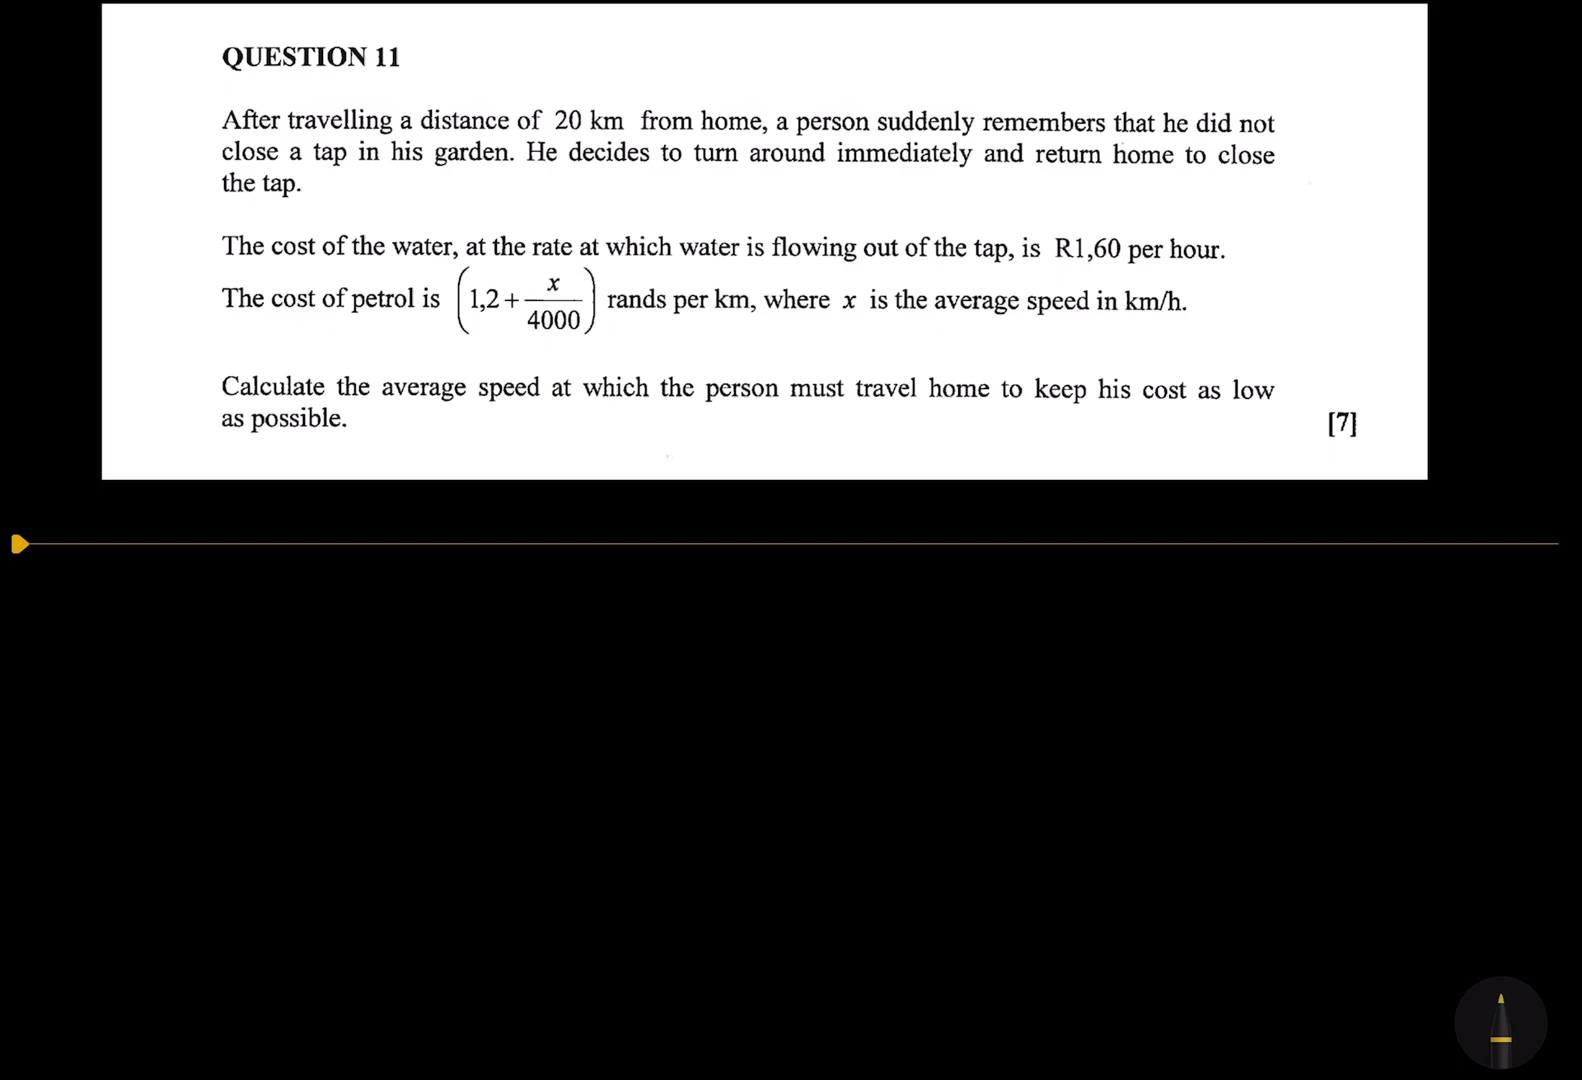 QUESTION 11
After travelling a distance of 20 km from home, a person suddenly remembers that he did not
close a tap in his garden. He decides to turn around immediately and return home to close
the tap.
The cost of the water, at the rate at which water is flowing out of the tap, is R1,60 per hour.
The cost of petrol is (1,2 + x/4000) rands per km, where x is the average speed in km/h.
Calculate the average speed at which the person must travel home to keep his cost as low
as possible.
[7]